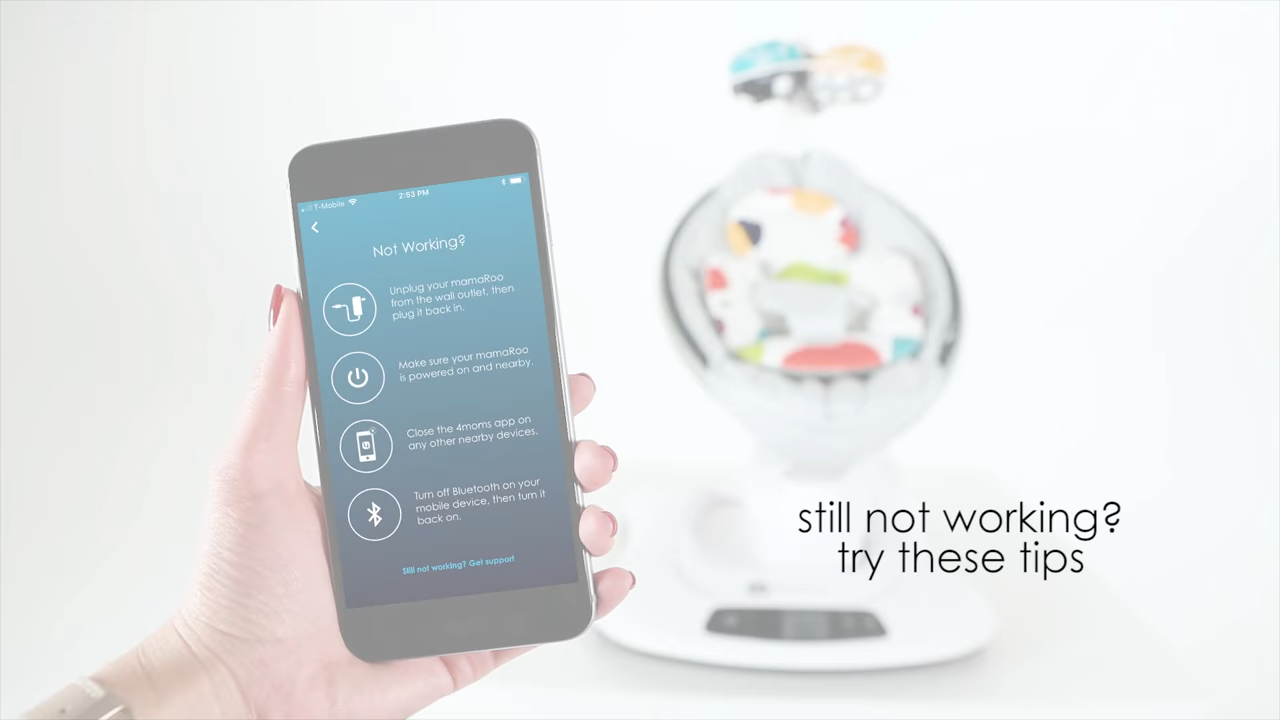 T-Mobile
2:53 PM
Not Working?
Unplug your mamaRoo
from the wall outlet, then
plug it back in.
Make sure your mamaRoo
is powered on and nearby.
Close the 4moms app on
any other nearby devices.
Turn off Bluetooth on your
mobile device, then turn it
back on.
Still not working? Get support
still not working?
try these tips